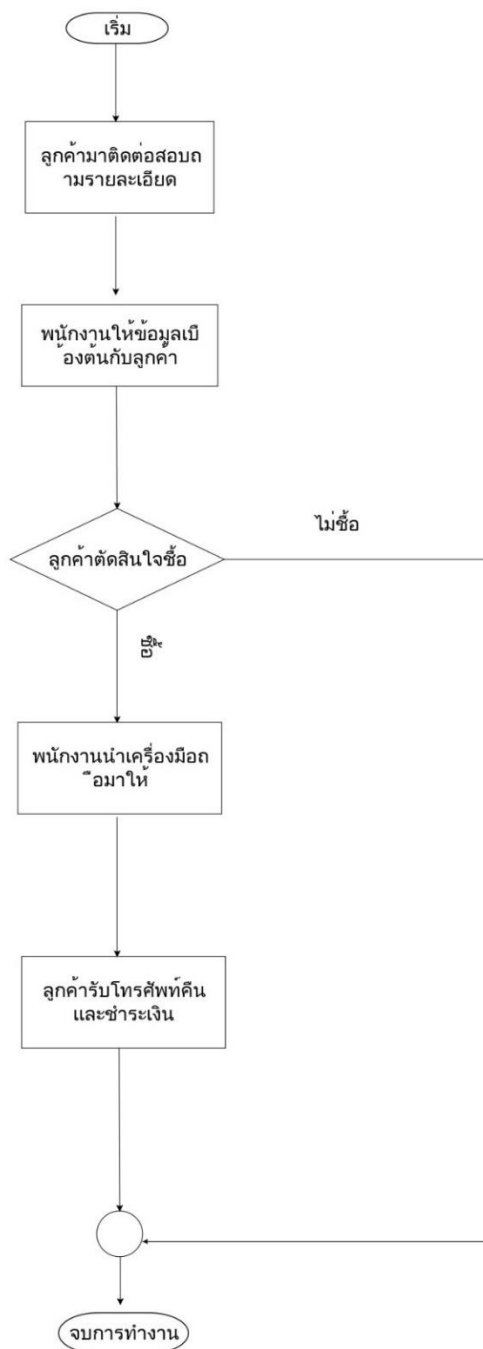 เริ่ม
ลูกค้ามาติดต่อสอบถ
ามรายละเอียด
พนักงานให้ข้อมูลเบื
้องต้นกับลูกค้า
ไม่ซื้อ
ลูกค้าตัดสินใจซื้อ
ซื้อ
พนักงานนำเครื่องมือถ
ือมาให้
ลูกค้ารับโทรศัพท์คืน
และชำระเงิน
จบการทำงาน